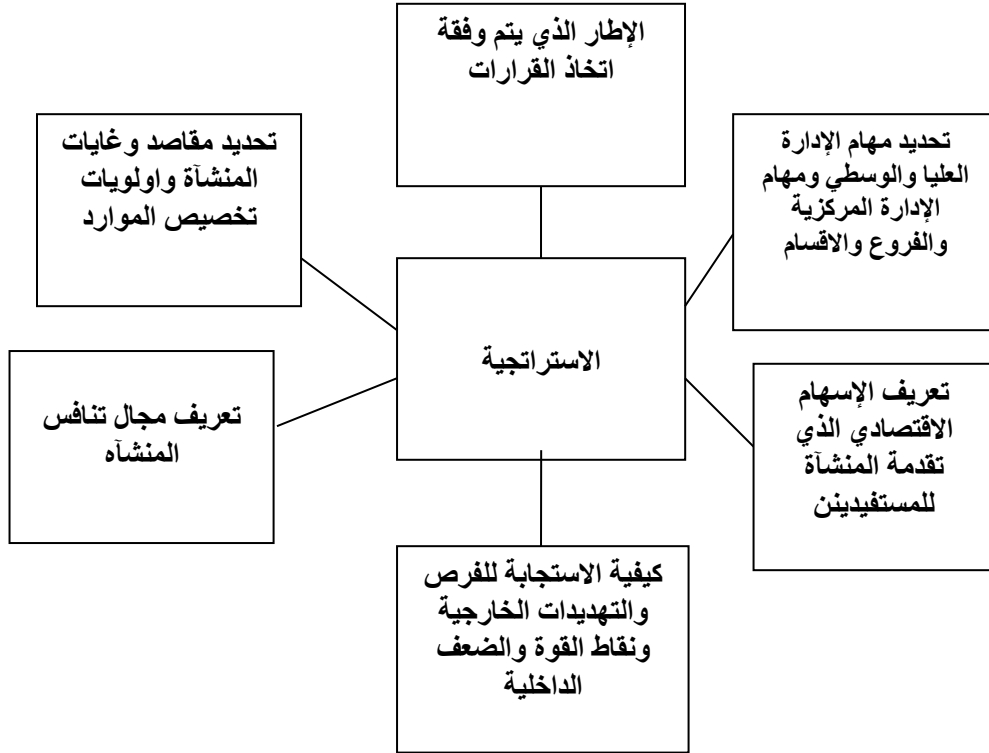 الإطار الذي يتم وفقة
اتخاذ القرارات
تحديد مهام الإدارة
العليا والوسطي ومهام
الإدارة المركزية
والفروع والاقسام
تحديد مقاصد وغايات
المنشآة واولويات
تخصيص الموارد
الاستراتجية
تعريف الإسهام
الاقتصادي الذي
تقدمة المنشآة
للمستفيدينن
تعريف مجال تنافس
المنشآه
كيفية الاستجابة للفرص
والتهديدات الخارجية
ونقاط القوة والضعف
الداخلية